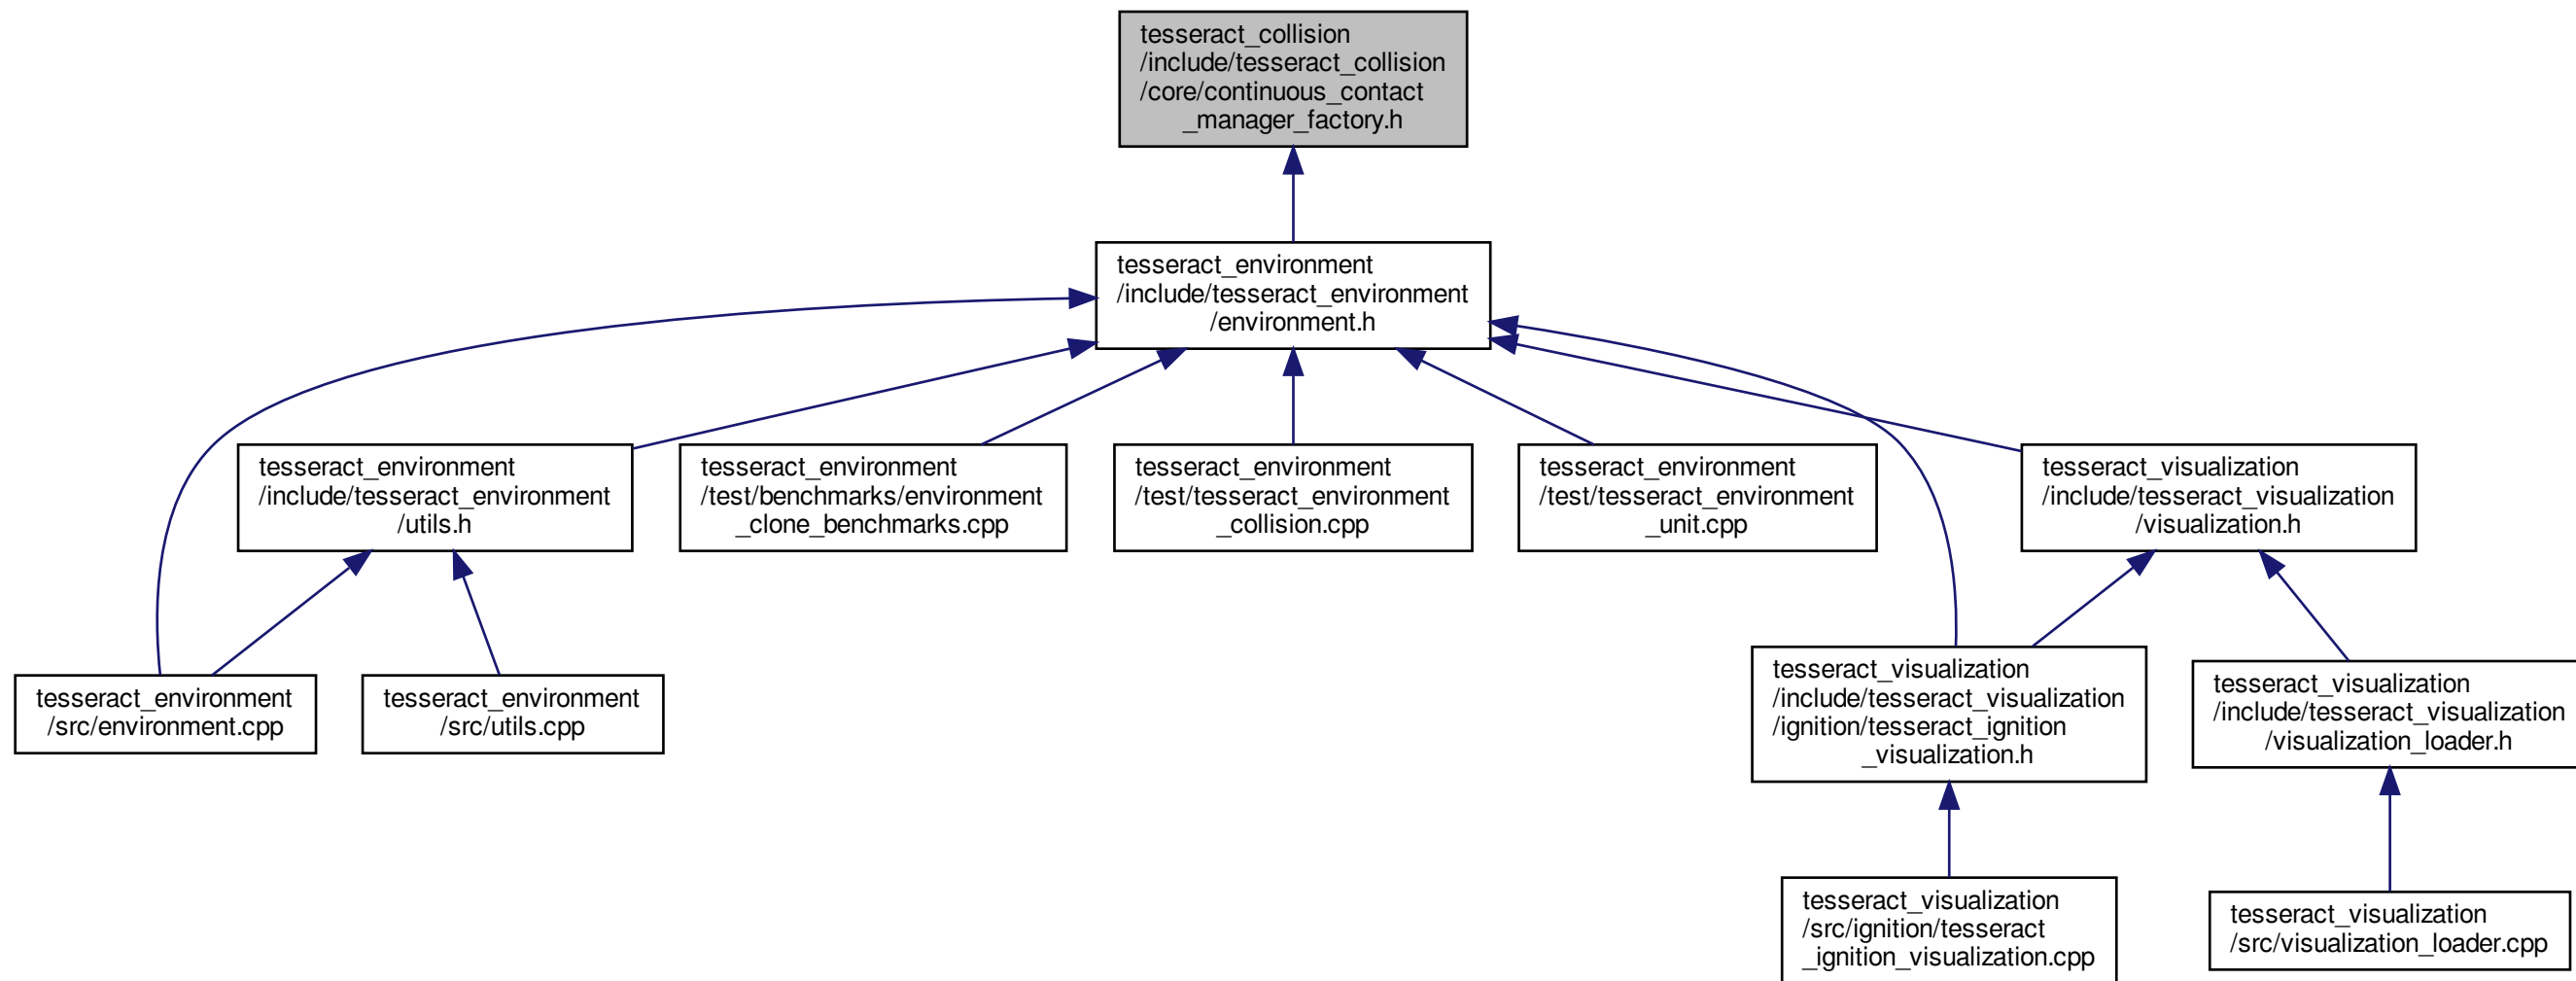 tesseract_collision
/include/tesseract_collision
/core/continuous_contact
_manager_factory.h
tesseract_environment
/include/tesseract_environment
/environment.h
tesseract_environment
/include/tesseract_environment
/utils.h
tesseract_environment
/test/benchmarks/environment
_clone_benchmarks.cpp
tesseract_environment
/test/tesseract_environment
_collision.cpp
tesseract_environment
/test/tesseract_environment
_unit.cpp
tesseract_visualization
/include/tesseract_visualization
/visualization.h
tesseract_environment
/src/environment.cpp
tesseract_environment
/src/utils.cpp
tesseract_visualization
/include/tesseract_visualization
/ignition/tesseract_ignition
_visualization.h
tesseract_visualization
/include/tesseract_visualization
/visualization_loader.h
tesseract_visualization
/src/ignition/tesseract
_ignition_visualization.cpp
tesseract_visualization
/src/visualization_loader.cpp